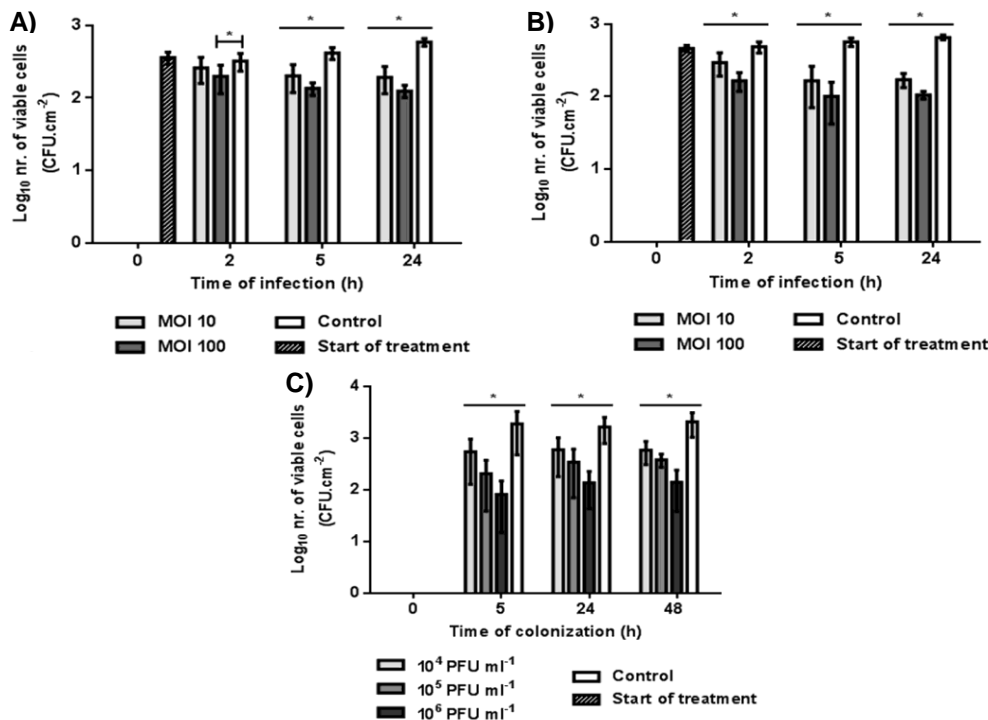 A)
*
*
*
3
2
1
0
Log10 nr. of viable cells
(CFU.cm-2)
0
2
5
24
Time of infection (h)
MOI 10
Control
MOI 100
Start of treatment
B)
*
*
*
3
2
1
0
Log10 nr. of viable cells
(CFU.cm-2)
0
2
5
24
Time of infection (h)
MOI 10
Control
MOI 100
Start of treatment
C)
*
*
*
4
3
2
1
0
Log10 nr. of viable cells
(CFU.cm-2)
0
5
24
48
Time of colonization (h)
10^4 PFU ml-1
10^5 PFU ml-1
10^6 PFU ml-1
Control
Start of treatment